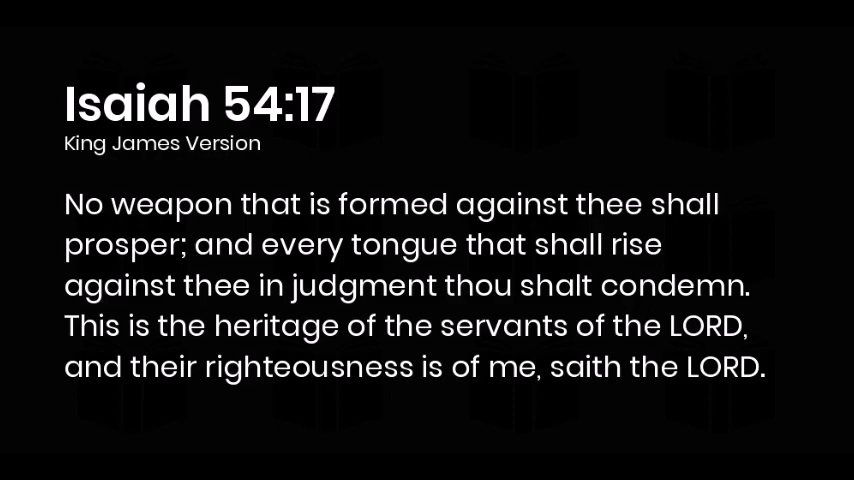 Isaiah 54:17
King James Version
No weapon that is formed against thee shall
prosper; and every tongue that shall rise
against thee in judgment thou shalt condemn.
This is the heritage of the servants of the LORD,
and their righteousness is of me, saith the LORD.